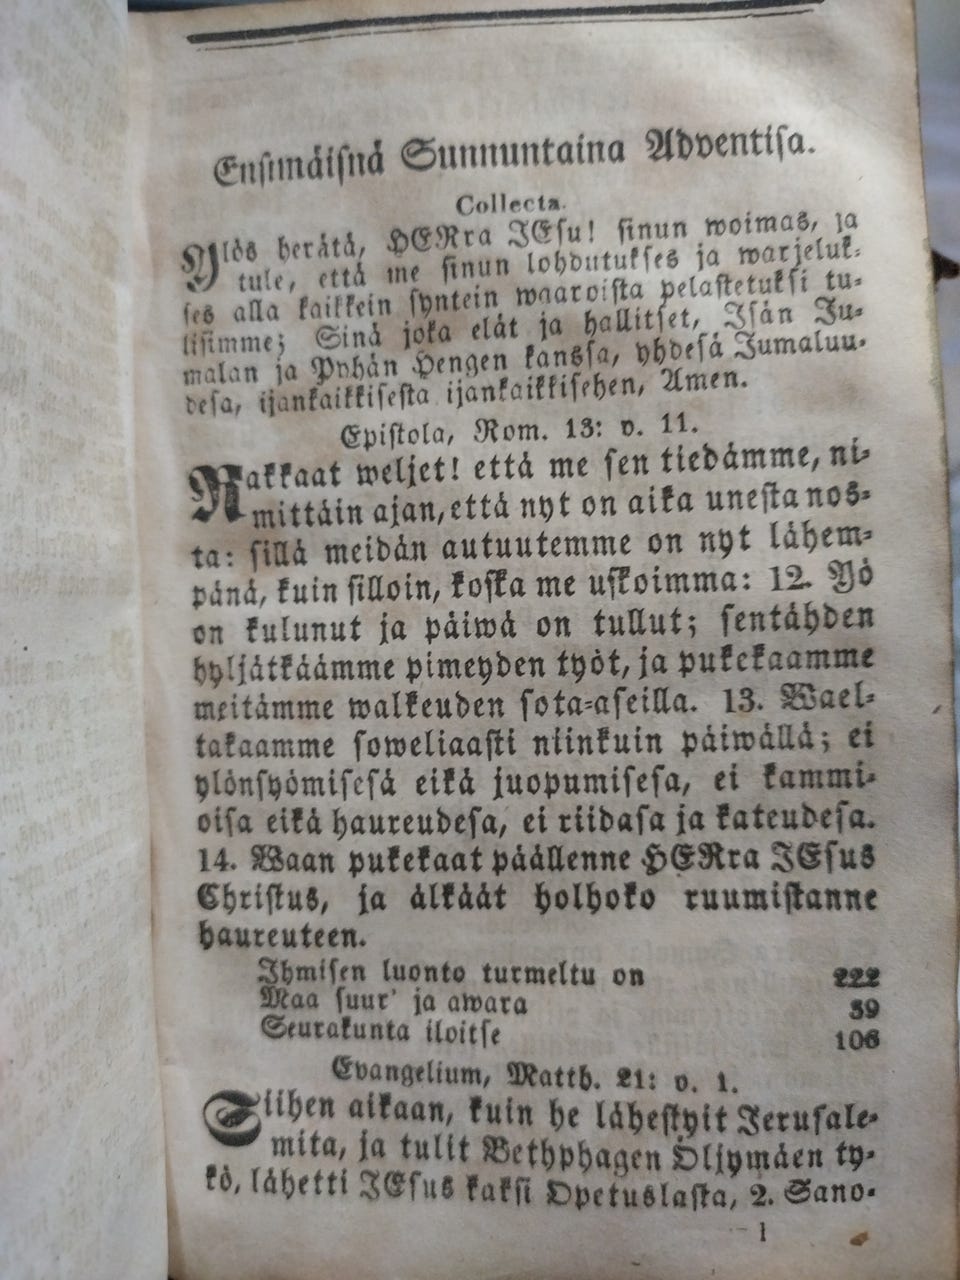 Ensimäisnä Sunnuntaina Adventisa.
Collecta.
Ylös herätä, HERra JEsu! sinun woimas, ja
tule, että me sinun lohdutukses ja warjeluk-
ses alla kaikkein syntein waaroista pelastetuksi tu-
lisimme; Sinä joka elät ja hallitset, Isän Ju-
malan ja Pyhän Hengen kanssa, yhdesä Jumaluu-
desa, ijankaikkisesta ijankaikkisehen, Amen.
Epistola, Rom. 13: v. 11.
Rakkaat weljet! että me sen tiedämme, ni-
mittäin ajan, että nyt on aika unesta nos-
ta: sillä meidän autuutemme on nyt lähem-
pänä, kuin silloin, koska me uskoimma: 12. Yö
on kulunut ja päiwä on tullut; sentähden
hyljätkäämme pimeyden työt, ja pukekaamme
meitämme walkeuden sota-aseilla. 13. Wael-
takaamme soweliaasti niinkuin päiwällä; ei
ylönsyömisesä eikä juopumisesa, ei kammi-
oisa eikä haureudesa, ei riidasa ja kateudesa.
14. Waan pukekaat päällenne HERra JEsus
Christus, ja älkäät holhoko ruumistanne
haureuteen.
Ihmisen luonto turmeltu on 222
Maa suur' ja awara 39
Seurakunta iloitse 106
Evangelium, Matth. 21: v. 1.
Siihen aikaan, kuin he lähestyit Jerusale-
mita, ja tulit Bethphagen Öljymäen ty-
kö, lähetti JEsus kaksi Opetuslasta, 2. Sano-
1